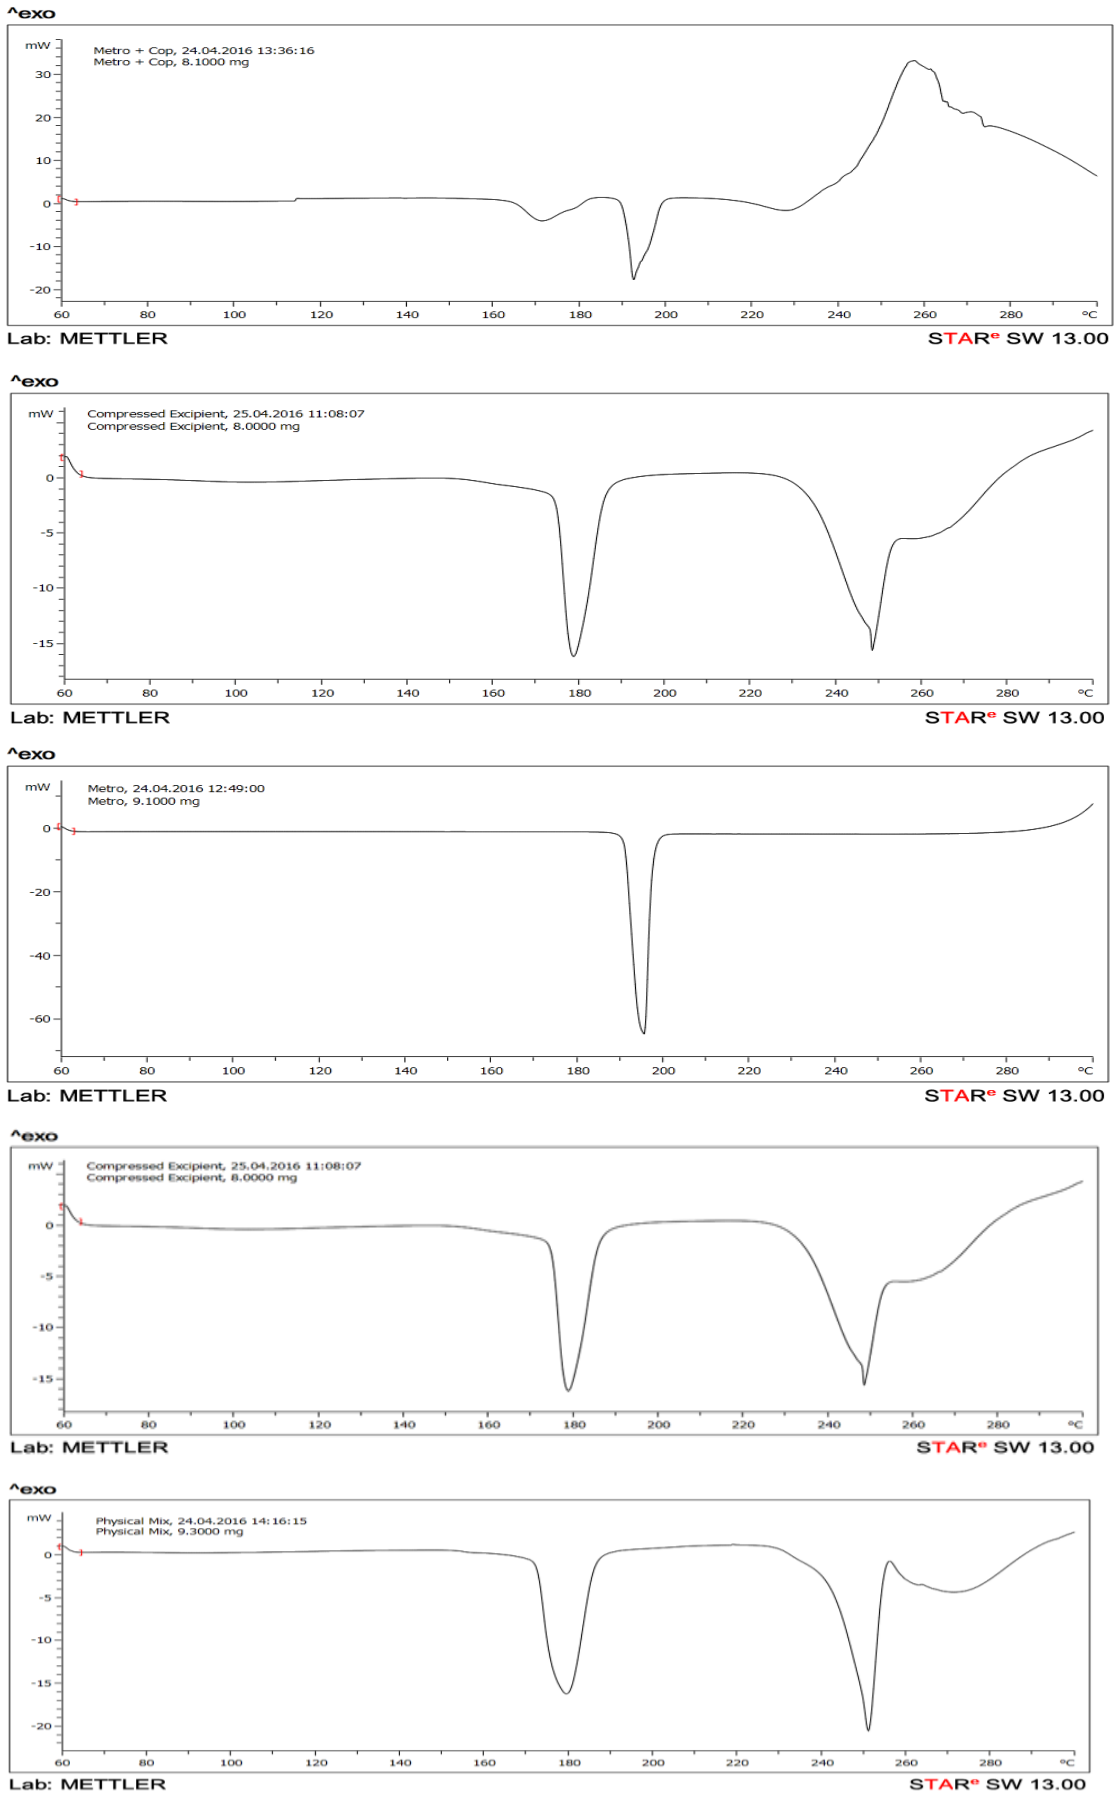 ^exo
mW
Metro + Cop, 24.04.2016 13:36:16
Metro + Cop, 8.1000 mg
30
20
10
0
-10
-20
60 80 100 120 140 160 180 200 220 240 260 280 °C
Lab: METTLER
STARe SW 13.00
^exo
mW
Compressed Excipient, 25.04.2016 11:08:07
Compressed Excipient, 8.0000 mg
0
-5
-10
-15
60 80 100 120 140 160 180 200 220 240 260 280 °C
Lab: METTLER
STARe SW 13.00
^exo
mW
Metro, 24.04.2016 12:49:00
Metro, 9.1000 mg
0
-20
-40
-60
60 80 100 120 140 160 180 200 220 240 260 280 °C
Lab: METTLER
STARe SW 13.00
^exo
mW
Compressed Excipient, 25.04.2016 11:08:07
Compressed Excipient, 8.0000 mg
0
-5
-10
-15
60 80 100 120 140 160 180 200 220 240 260 280 °C
Lab: METTLER
STARe SW 13.00
^exo
mW
Physical Mix, 24.04.2016 14:16:15
Physical Mix, 9.3000 mg
0
-5
-10
-15
-20
60 80 100 120 140 160 180 200 220 240 260 280 °C
Lab: METTLER
STARe SW 13.00